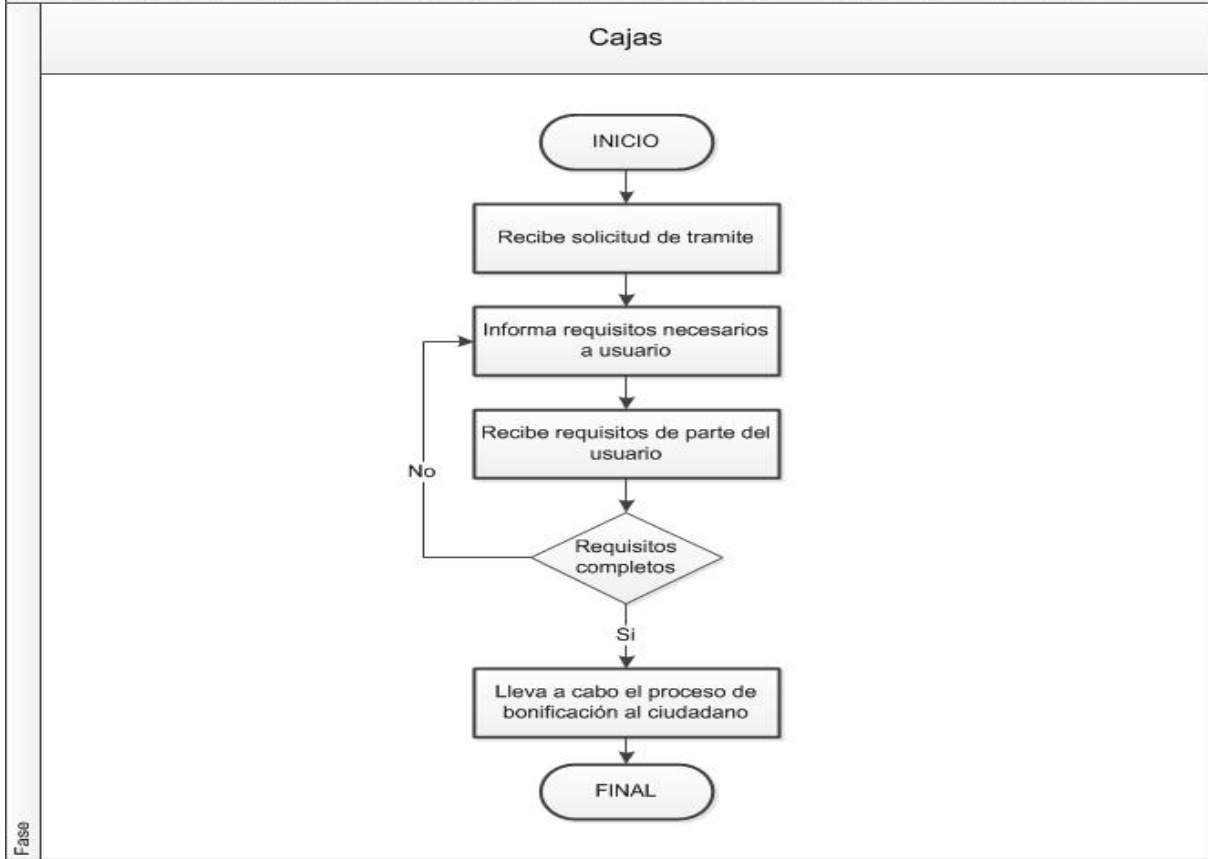 Cajas
INICIO
Recibe solicitud de tramite
Informa requisitos necesarios
a usuario
Recibe requisitos de parte del
usuario
No
Requisitos
completos
Si
Lleva a cabo el proceso de
bonificación al ciudadano
FINAL
Fase